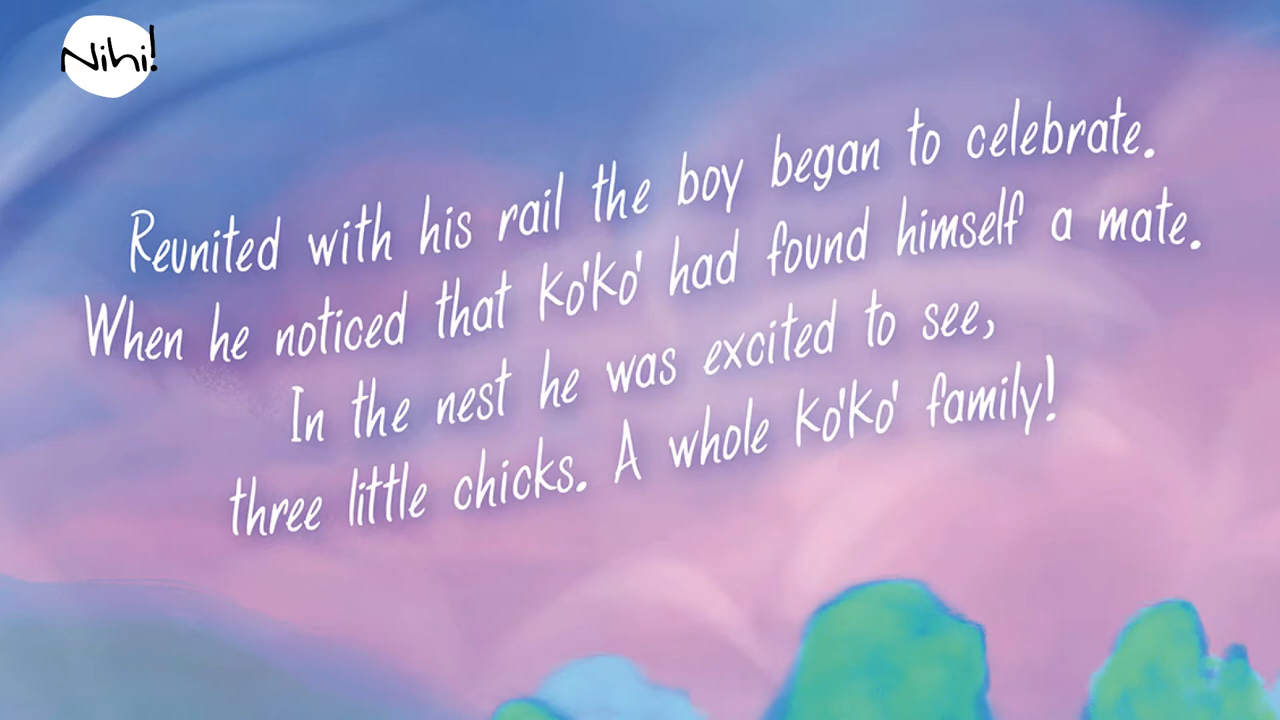 Nihi!
Reunited with his rail the boy began to celebrate.
When he noticed that Ko'Ko' had found himself a mate.
In the nest he was excited to see,
three little chicks. A whole Ko'Ko' family!